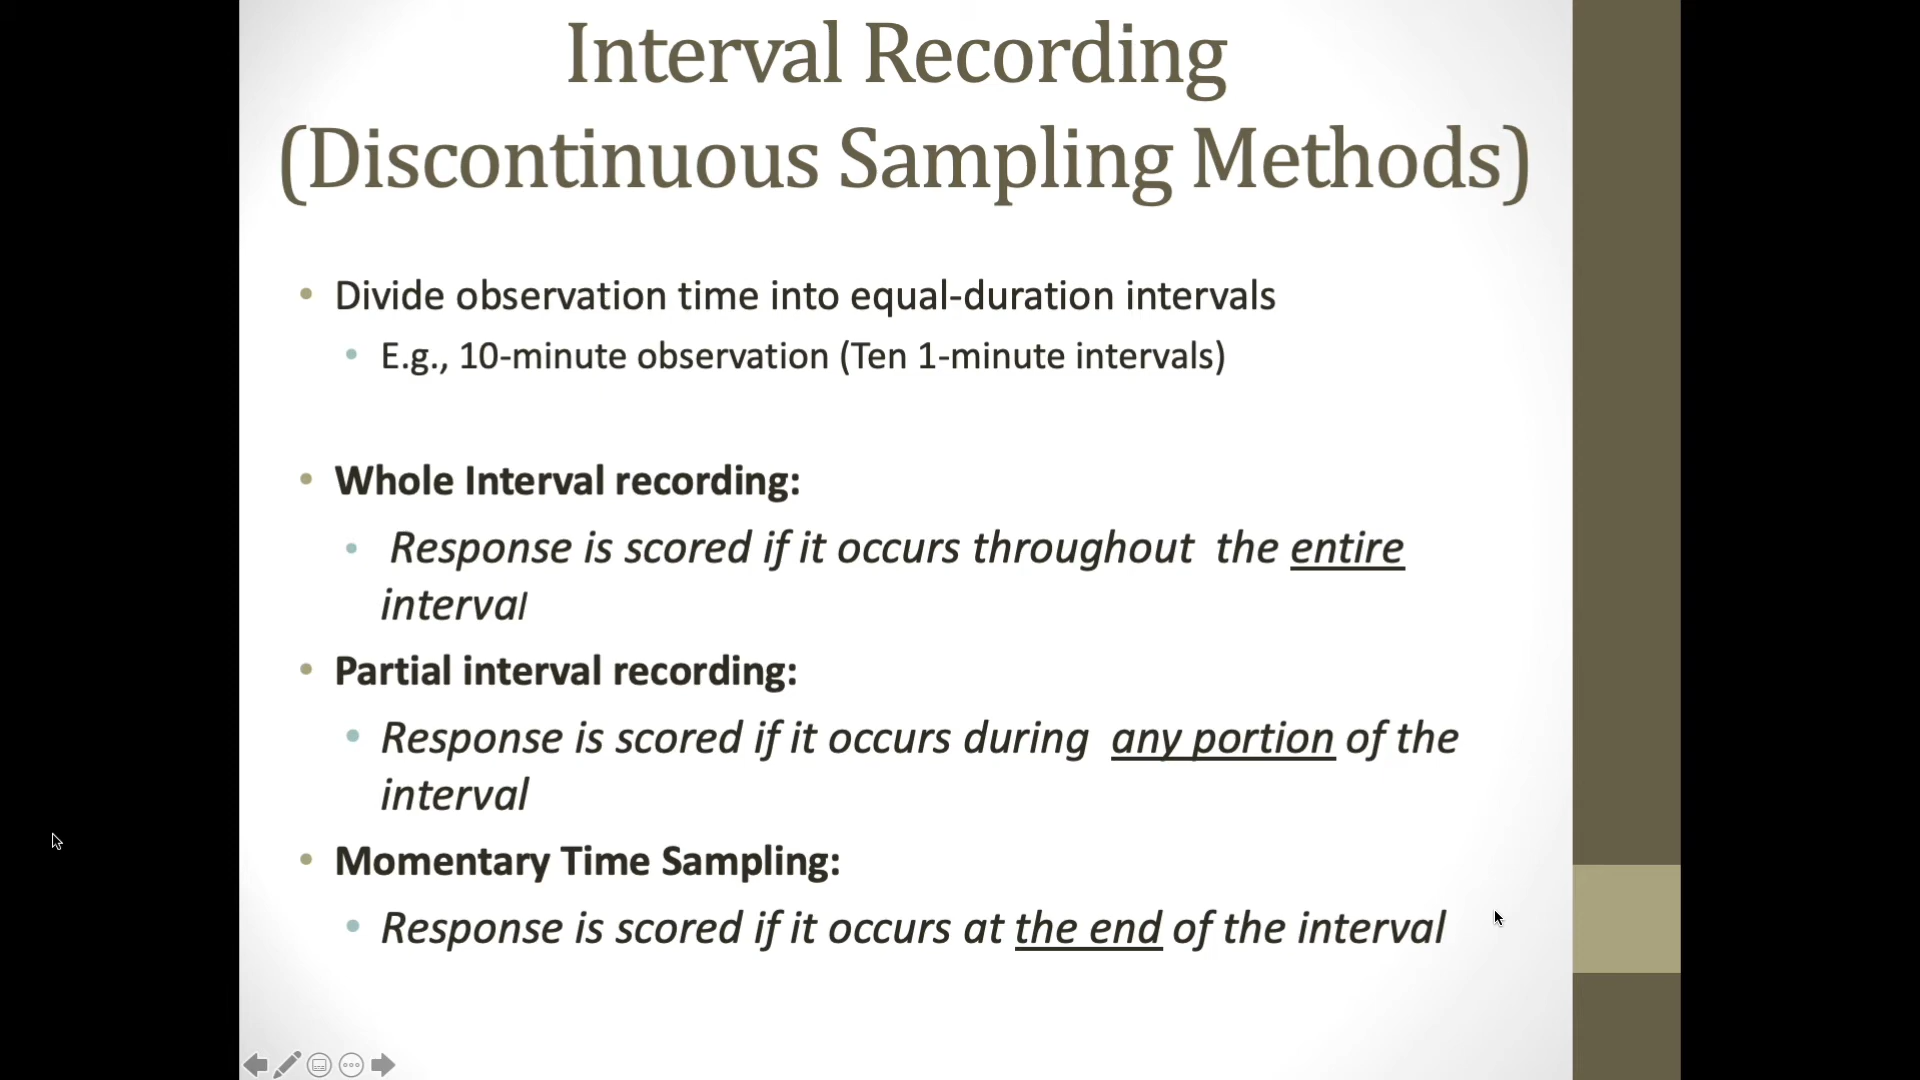 Interval Recording
(Discontinuous Sampling Methods)
• Divide observation time into equal-duration intervals
• E.g., 10-minute observation (Ten 1-minute intervals)
• Whole Interval recording:
• Response is scored if it occurs throughout the entire
interval
• Partial interval recording:
• Response is scored if it occurs during any portion of the
interval
• Momentary Time Sampling:
• Response is scored if it occurs at the end of the interval